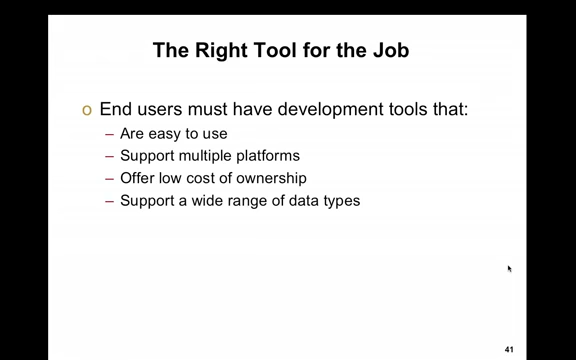 The Right Tool for the Job
o End users must have development tools that:
– Are easy to use
– Support multiple platforms
– Offer low cost of ownership
– Support a wide range of data types
41